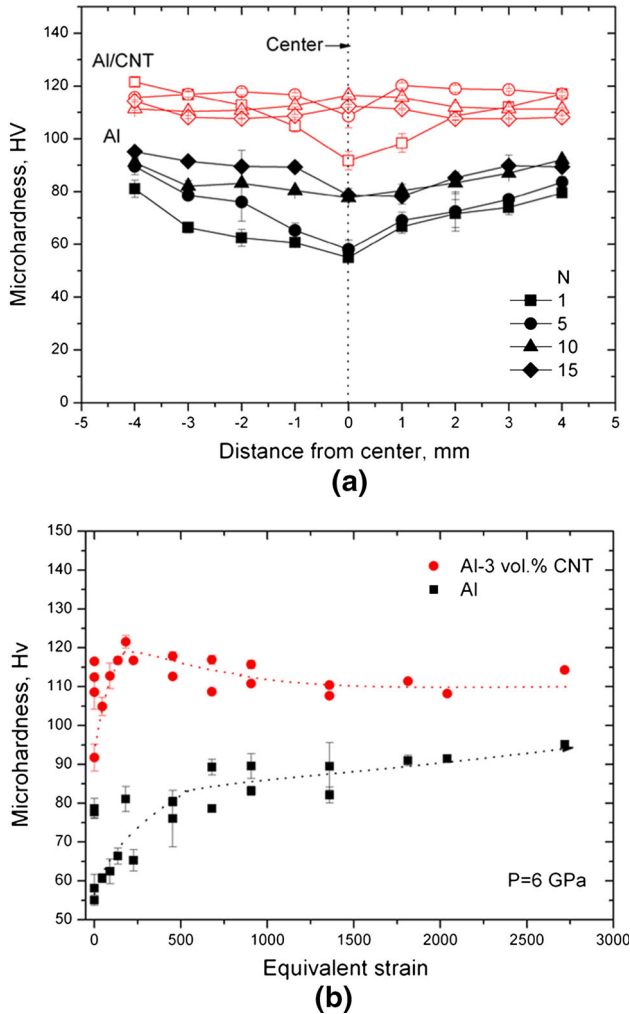 Center
Al/CNT
Al
Microhardness, HV
140
120
100
80
60
40
20
0
N
1
5
10
15
-5 -4 -3 -2 -1 0 1 2 3 4 5
Distance from center, mm
(a)
Al-3 vol.% CNT
Al
Microhardness, Hv
150
140
130
120
110
100
90
80
70
60
50
P=6 GPa
0 500 1000 1500 2000 2500 3000
Equivalent strain
(b)